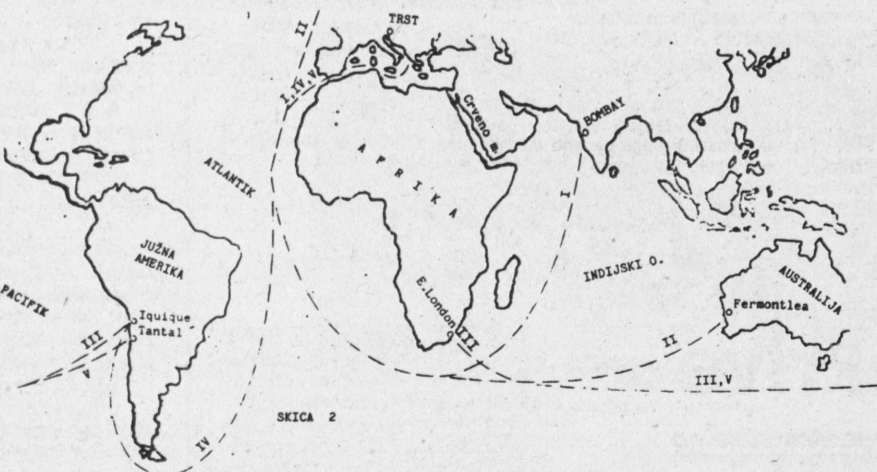 TRST
II
I,IV,V
Crveno m.
BOMBAY
ATLANTIK
AFRIKA
I
JUŽNA
AMERIKA
INDIJSKI O.
AUSTRALIJA
PACIFIK
E.London
Fermontlea
Iquique
Tantal
III
III
II
V
III,V
IV
SKICA 2